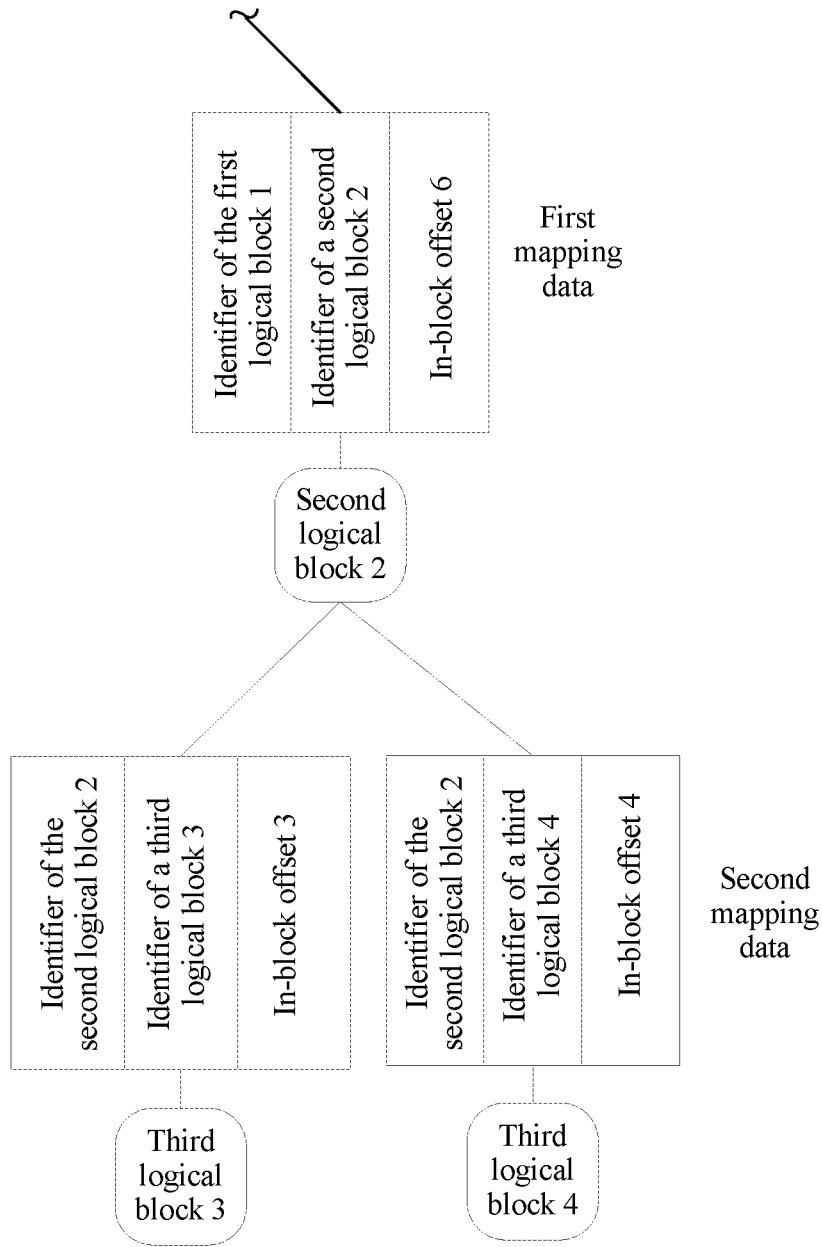 Identifier of the first
logical block 1
Identifier of a second
logical block 2
In-block offset 6
First
mapping
data
Second
logical
block 2
Identifier of the
second logical block 2
Identifier of a third
logical block 3
In-block offset 3
Identifier of the
second logical block 2
Identifier of a third
logical block 4
In-block offset 4
Second
mapping
data
Third
logical
block 3
Third
logical
block 4